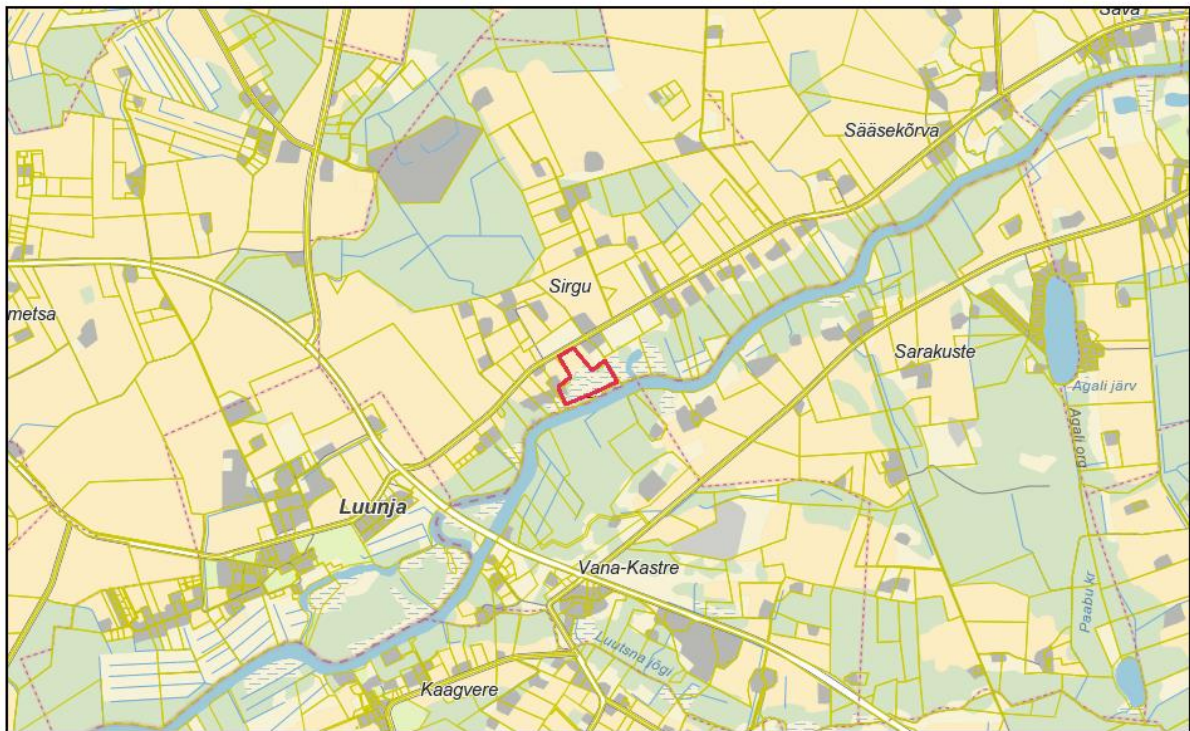 Sava
Sääsekõrva
Sirgu
metsa
Sarakuste
Agali järv
Agali org
Luunja
Vana-Kastre
Paabu kr
Luutsna jõgi
Kaagvere